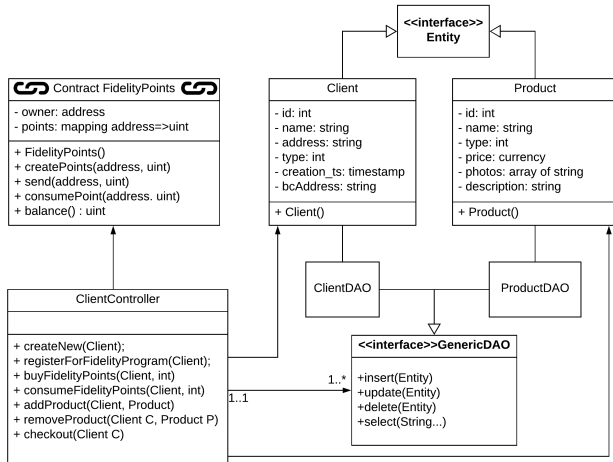 <<interface>>
Entity
Contract FidelityPoints
- owner: address
- points: mapping address=>uint
+ FidelityPoints()
+ createPoints(address, uint)
+ send(address, uint)
+ consumePoint(address. uint)
+ balance() : uint
Client
- id: int
- name: string
- address: string
- type: int
- creation_ts: timestamp
- bcAddress: string
+ Client()
Product
- id: int
- name: string
- type: int
- price: currency
- photos: array of string
- description: string
+ Product()
ClientDAO
ProductDAO
ClientController
+ createNew(Client);
+ registerForFidelityProgram(Client);
+ buyFidelityPoints(Client, int)
+ consumeFidelityPoints(Client, int)
+ addProduct(Client, Product)
+ removeProduct(Client C, Product P)
+ checkout(Client C)
1..1
1..*
<<interface>>GenericDAO
+insert(Entity)
+update(Entity)
+delete(Entity)
+select(String...)